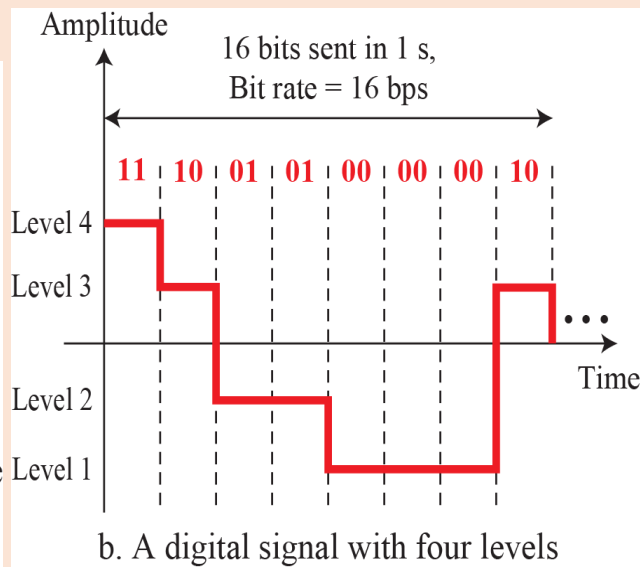 Amplitude
16 bits sent in 1 s,
Bit rate = 16 bps
11 10 01 01 00 00 00 10
Level 4
Level 3
...
Time
Level 2
e Level 1
b. A digital signal with four levels